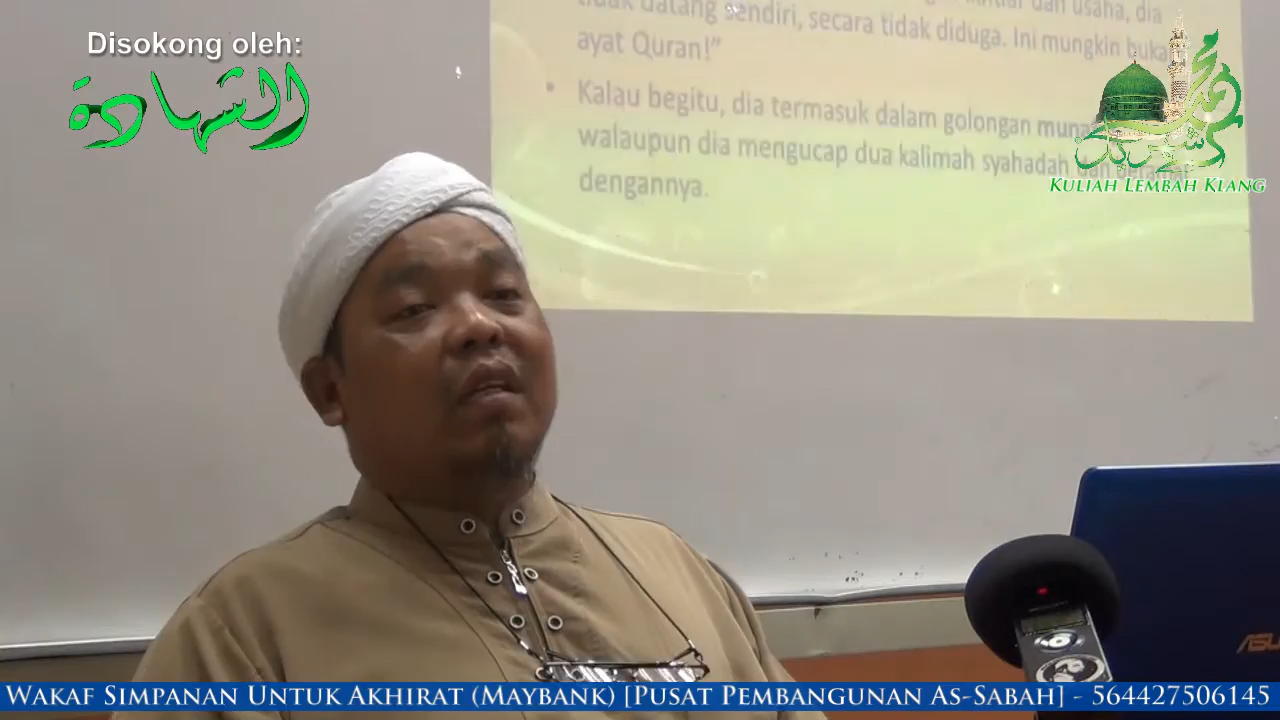 Disokong oleh:
الشهادة
tidak datang sendiri, secara tidak diduga. Ini mungkin
ayat Quran!"
• Kalau begitu, dia termasuk dalam golongan
walaupun dia mengucap dua kalimah syahadah dan
dengannya.
KULIAH LEMBAH KLANG
ASUS
WAKAF SIMPANAN UNTUK AKHIRAT (MAYBANK) [PUSAT PEMBANGUNAN AS-SABAH] - 564427506145